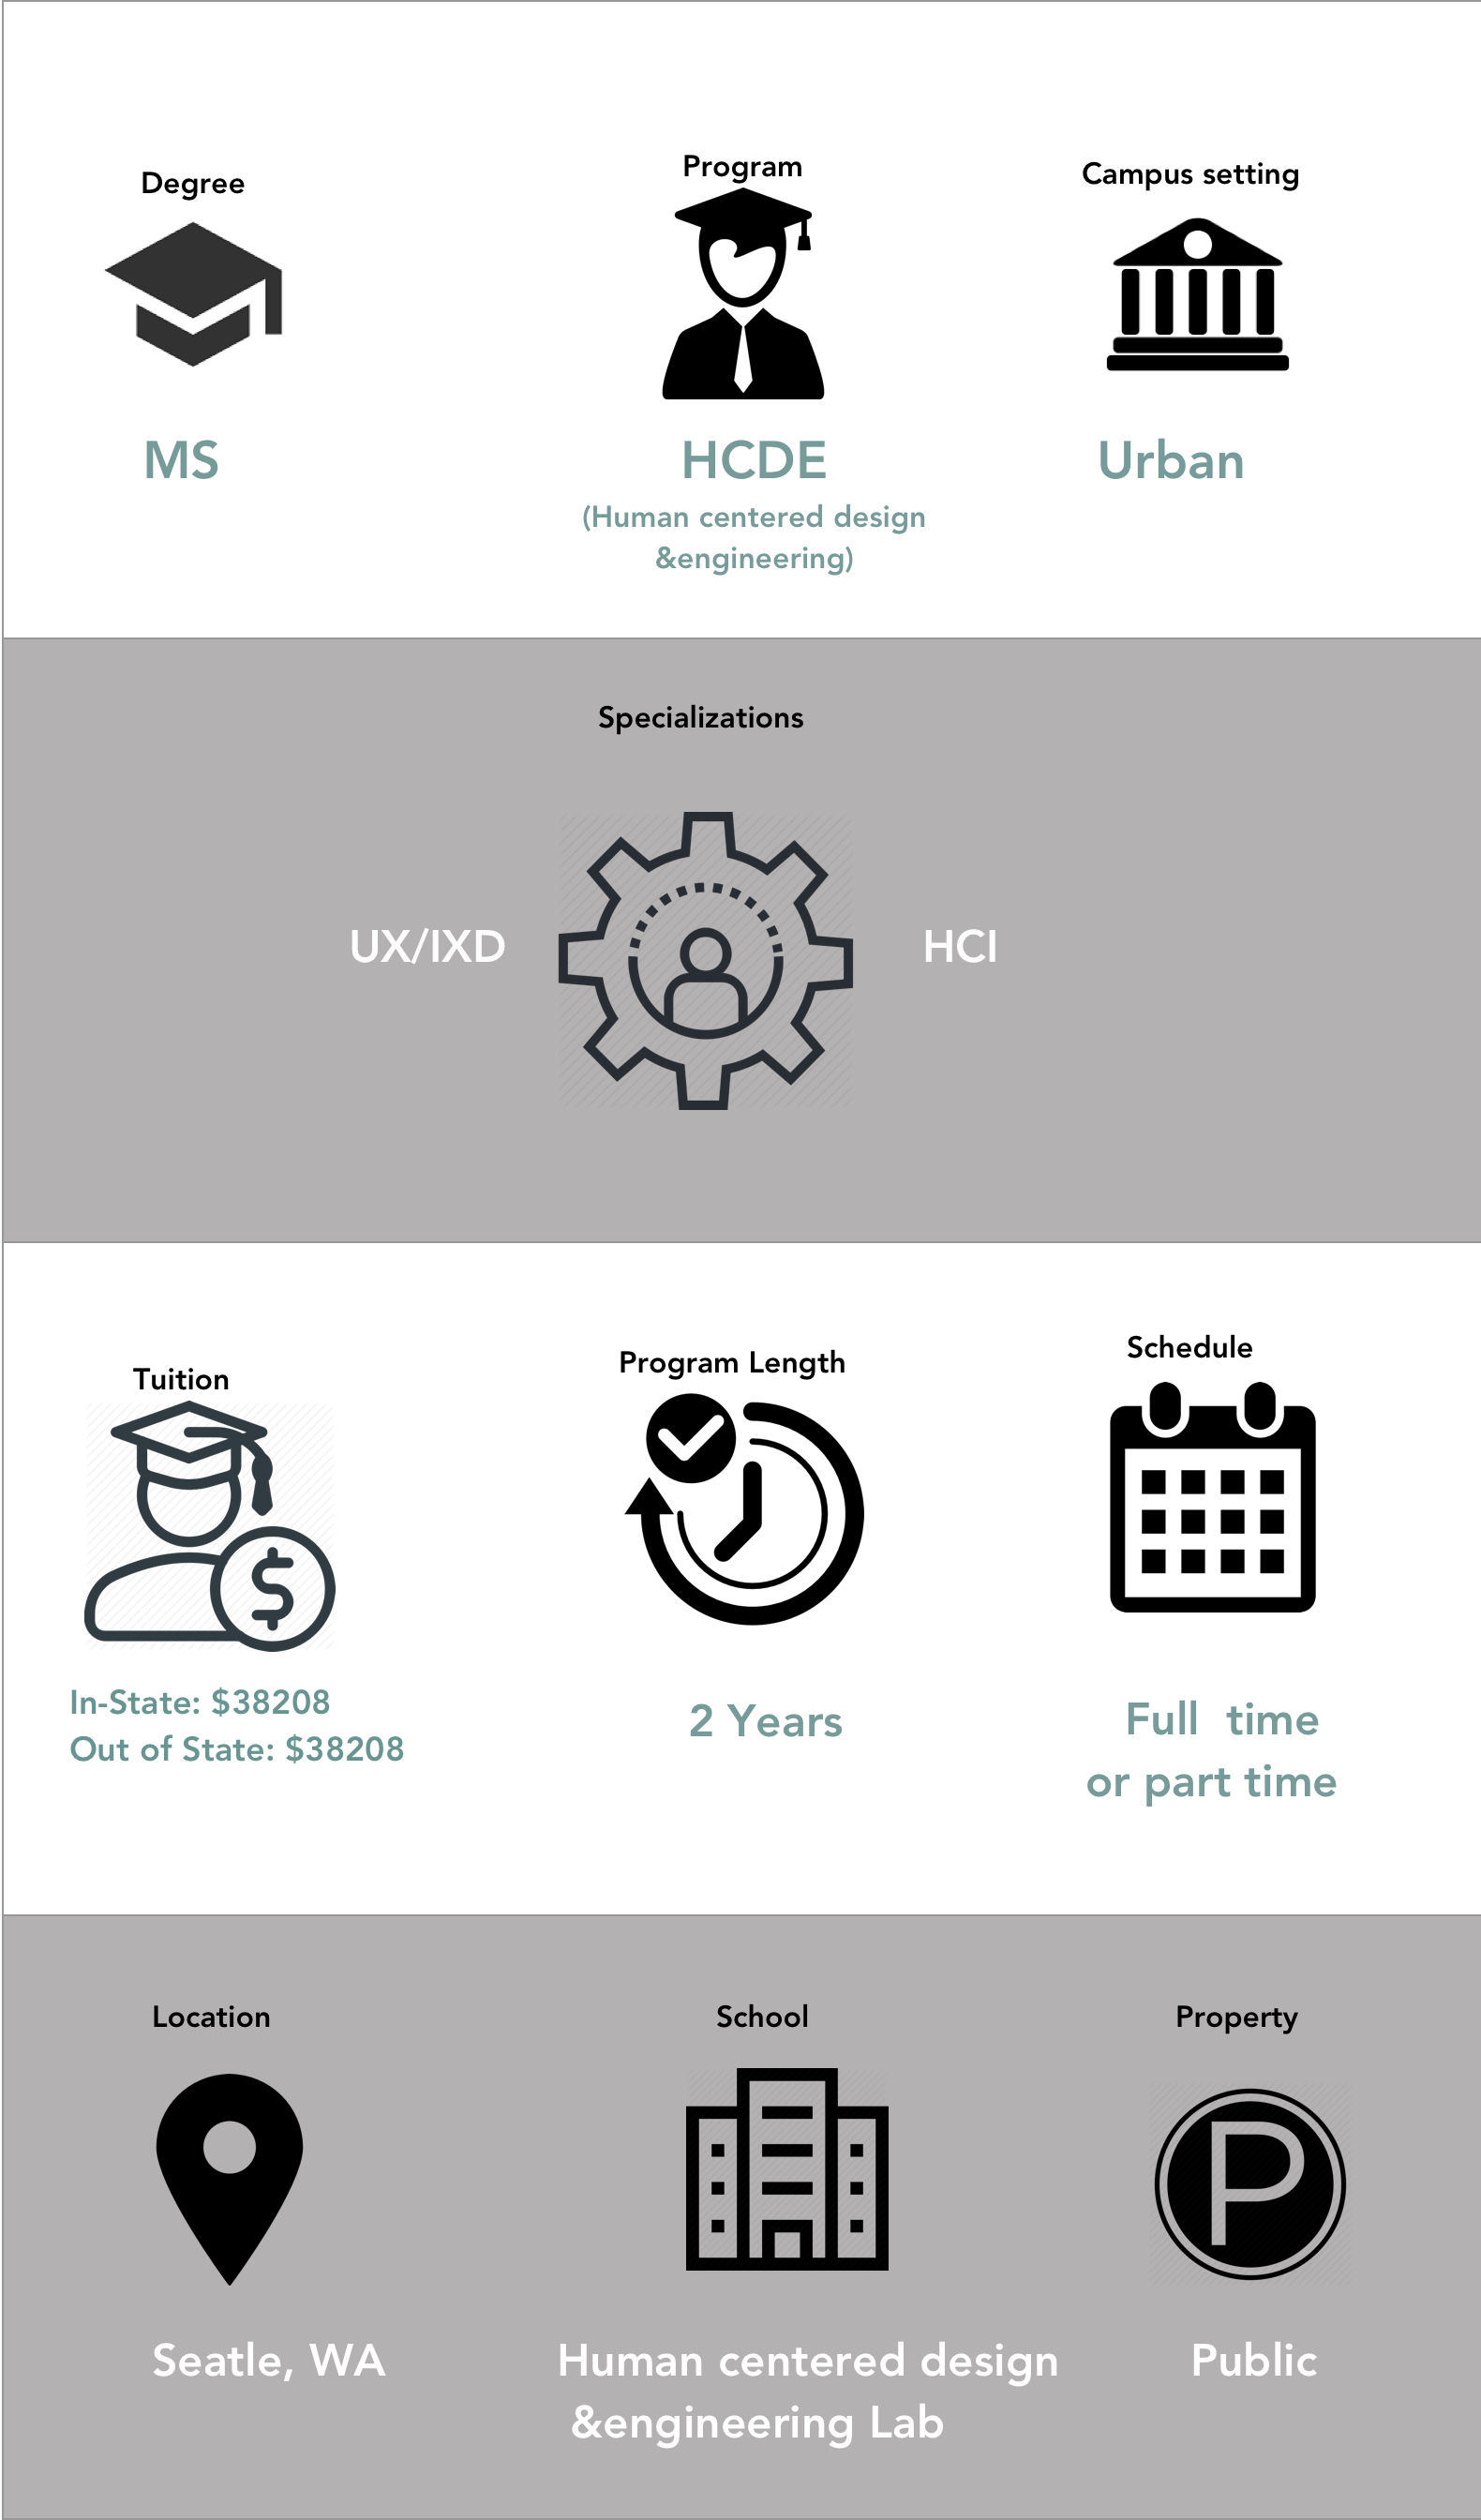 Degree
Program
Campus setting
MS
HCDE
Urban
(Human centered design
&engineering)
Specializations
UX/IXD
HCI
Tuition
Program Length
Schedule
In-State: $38208
Out of State: $38208
2 Years
Full  time
or part time
Location
School
Property
P
Seatle, WA
Human centered design
&engineering Lab
Public